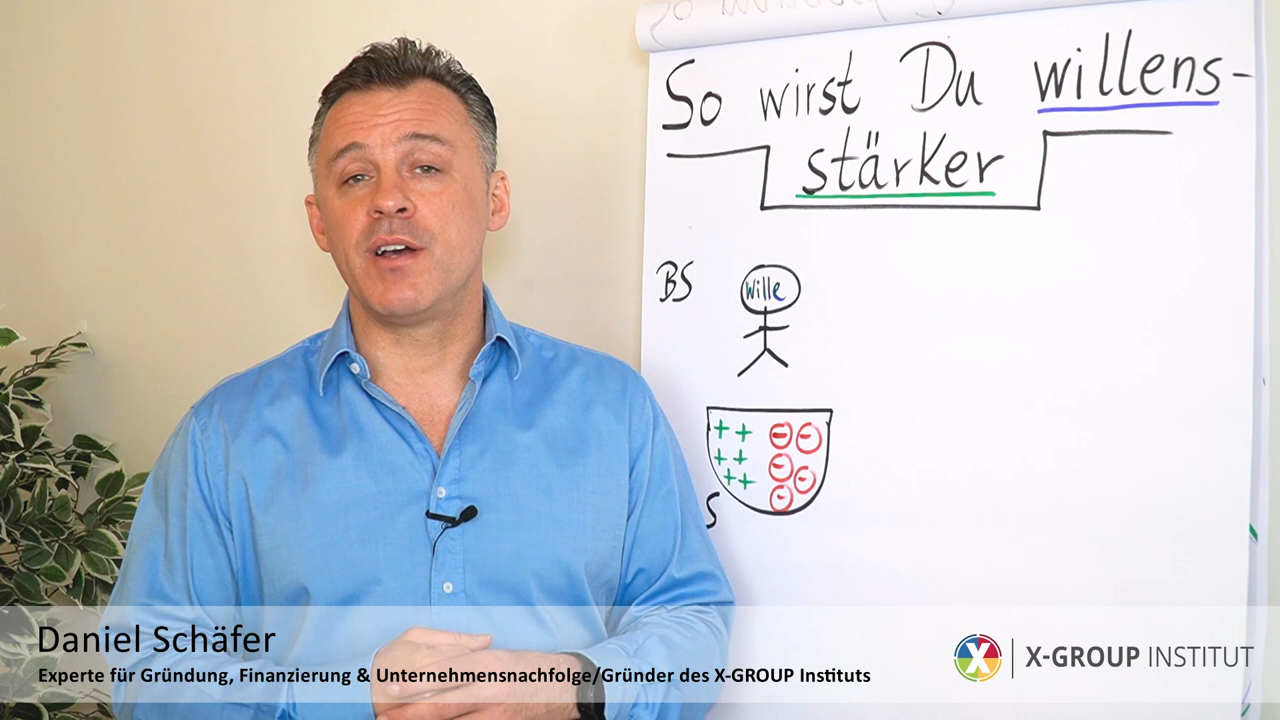 So wirst Du willens-
stärker
BS
Wille
S
Daniel Schäfer
Experte für Gründung, Finanzierung & Unternehmensnachfolge/Gründer des X-GROUP Instituts
X
X-GROUP INSTITUT